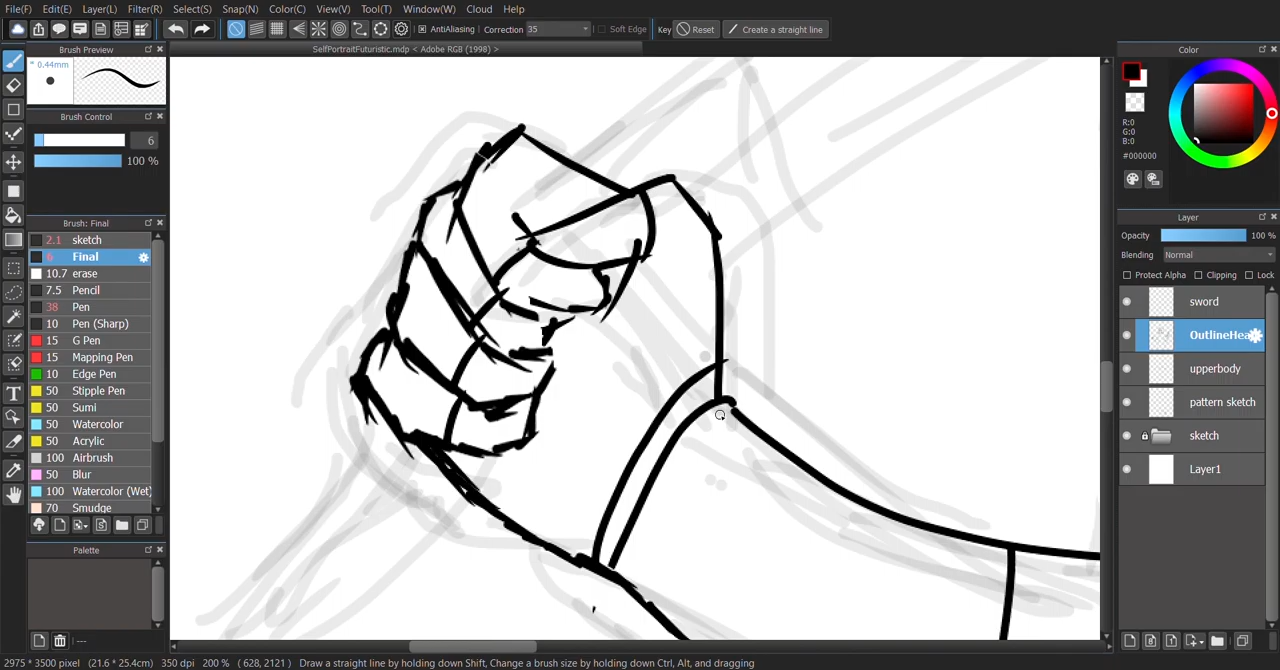 File(F) Edit(E) Layer(L) Filter(R) Select(S) Snap(N) Color(C) View(V) Tool(T) Window(W) Cloud Help
AntiAliasing Correction 35 Soft Edge Key Reset Create a straight line
SelfPortraitFuturistic.mdp < Adobe RGB (1998) >
Brush Preview
0.44mm
Brush Control
6
100 %
Brush: Final
2.1 sketch
6 Final
10.7 erase
7.5 Pencil
38 Pen
10 Pen (Sharp)
15 G Pen
15 Mapping Pen
10 Edge Pen
50 Stipple Pen
50 Sumi
50 Watercolor
50 Acrylic
100 Airbrush
50 Blur
100 Watercolor (Wet)
70 Smudge
Palette
---
Color
R:0
G:0
B:0
#000000
Layer
Opacity 100 %
Blending Normal
Protect Alpha Clipping Lock
sword
OutlineHea
upperbody
pattern sketch
sketch
Layer1
2975 * 3500 pixel (21.6 * 25.4cm) 350 dpi 200 % ( 628, 2121 ) Draw a straight line by holding down Shift, Change a brush size by holding down Ctrl, Alt, and dragging